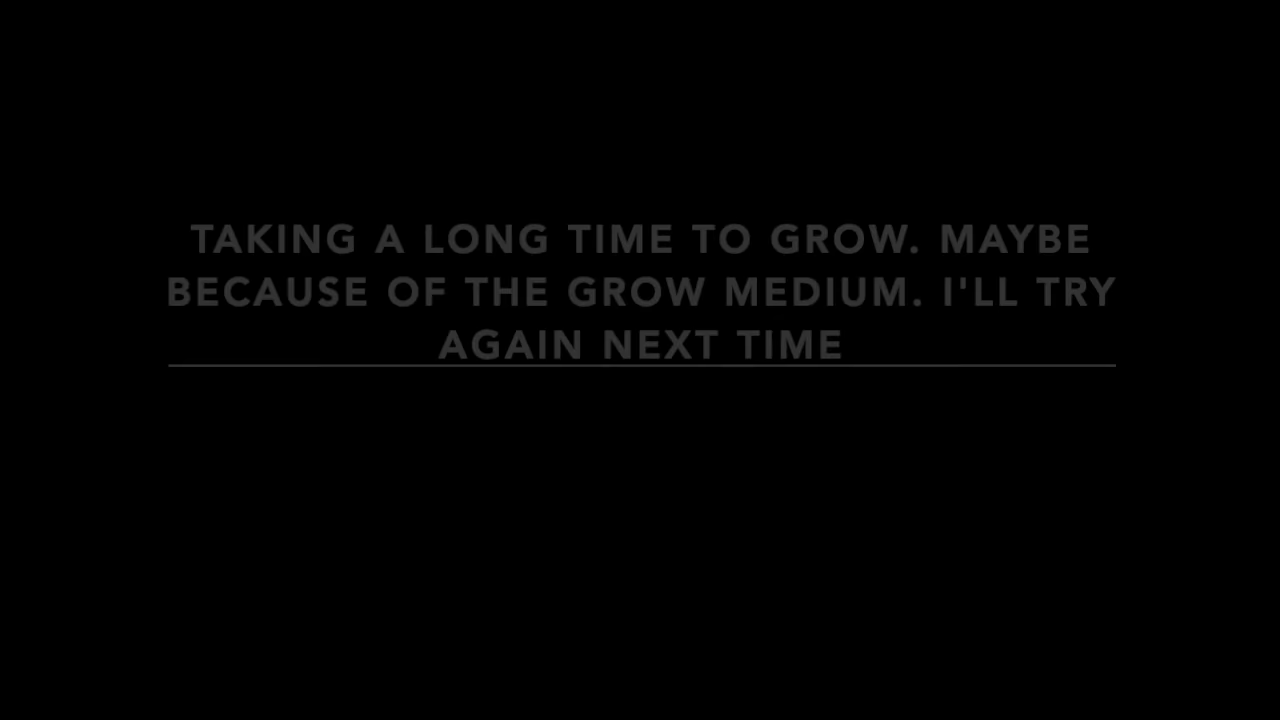 TAKING A LONG TIME TO GROW. MAYBE
BECAUSE OF THE GROW MEDIUM. I'LL TRY
AGAIN NEXT TIME